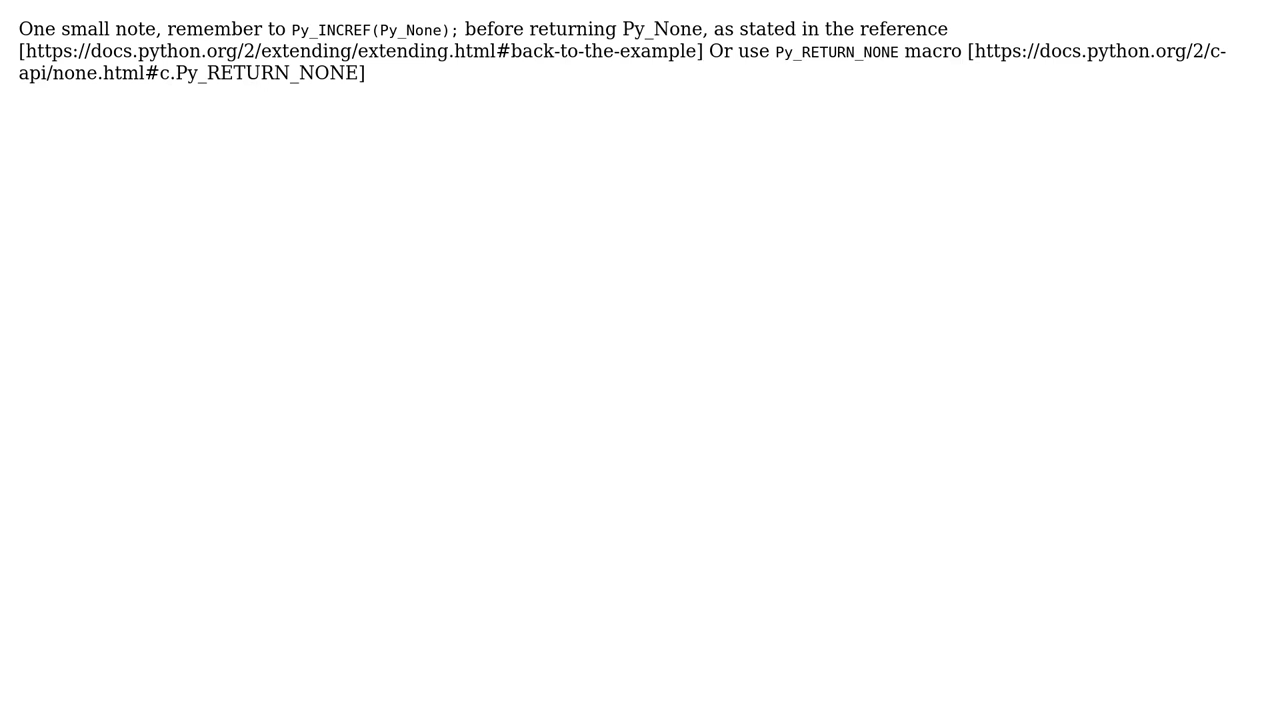 One small note, remember to Py_INCREF(Py_None); before returning Py_None, as stated in the reference
[https://docs.python.org/2/extending/extending.html#back-to-the-example] Or use Py_RETURN_NONE macro [https://docs.python.org/2/c-
api/none.html#c.Py_RETURN_NONE]